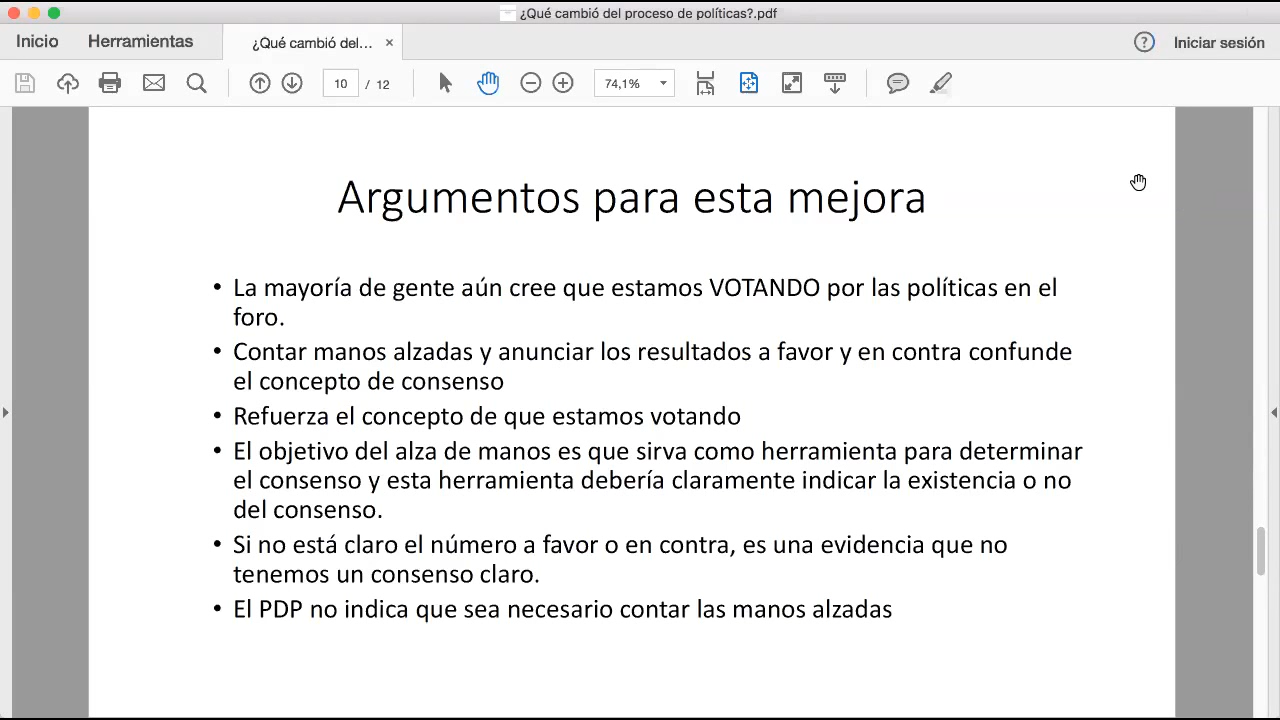 ¿Qué cambió del proceso de políticas?.pdf
Inicio
Herramientas
¿Qué cambió del... ×
? Iniciar sesión
10 / 12
74,1%
Argumentos para esta mejora
• La mayoría de gente aún cree que estamos VOTANDO por las políticas en el
foro.
• Contar manos alzadas y anunciar los resultados a favor y en contra confunde
el concepto de consenso
• Refuerza el concepto de que estamos votando
• El objetivo del alza de manos es que sirva como herramienta para determinar
el consenso y esta herramienta debería claramente indicar la existencia o no
del consenso.
• Si no está claro el número a favor o en contra, es una evidencia que no
tenemos un consenso claro.
• El PDP no indica que sea necesario contar las manos alzadas